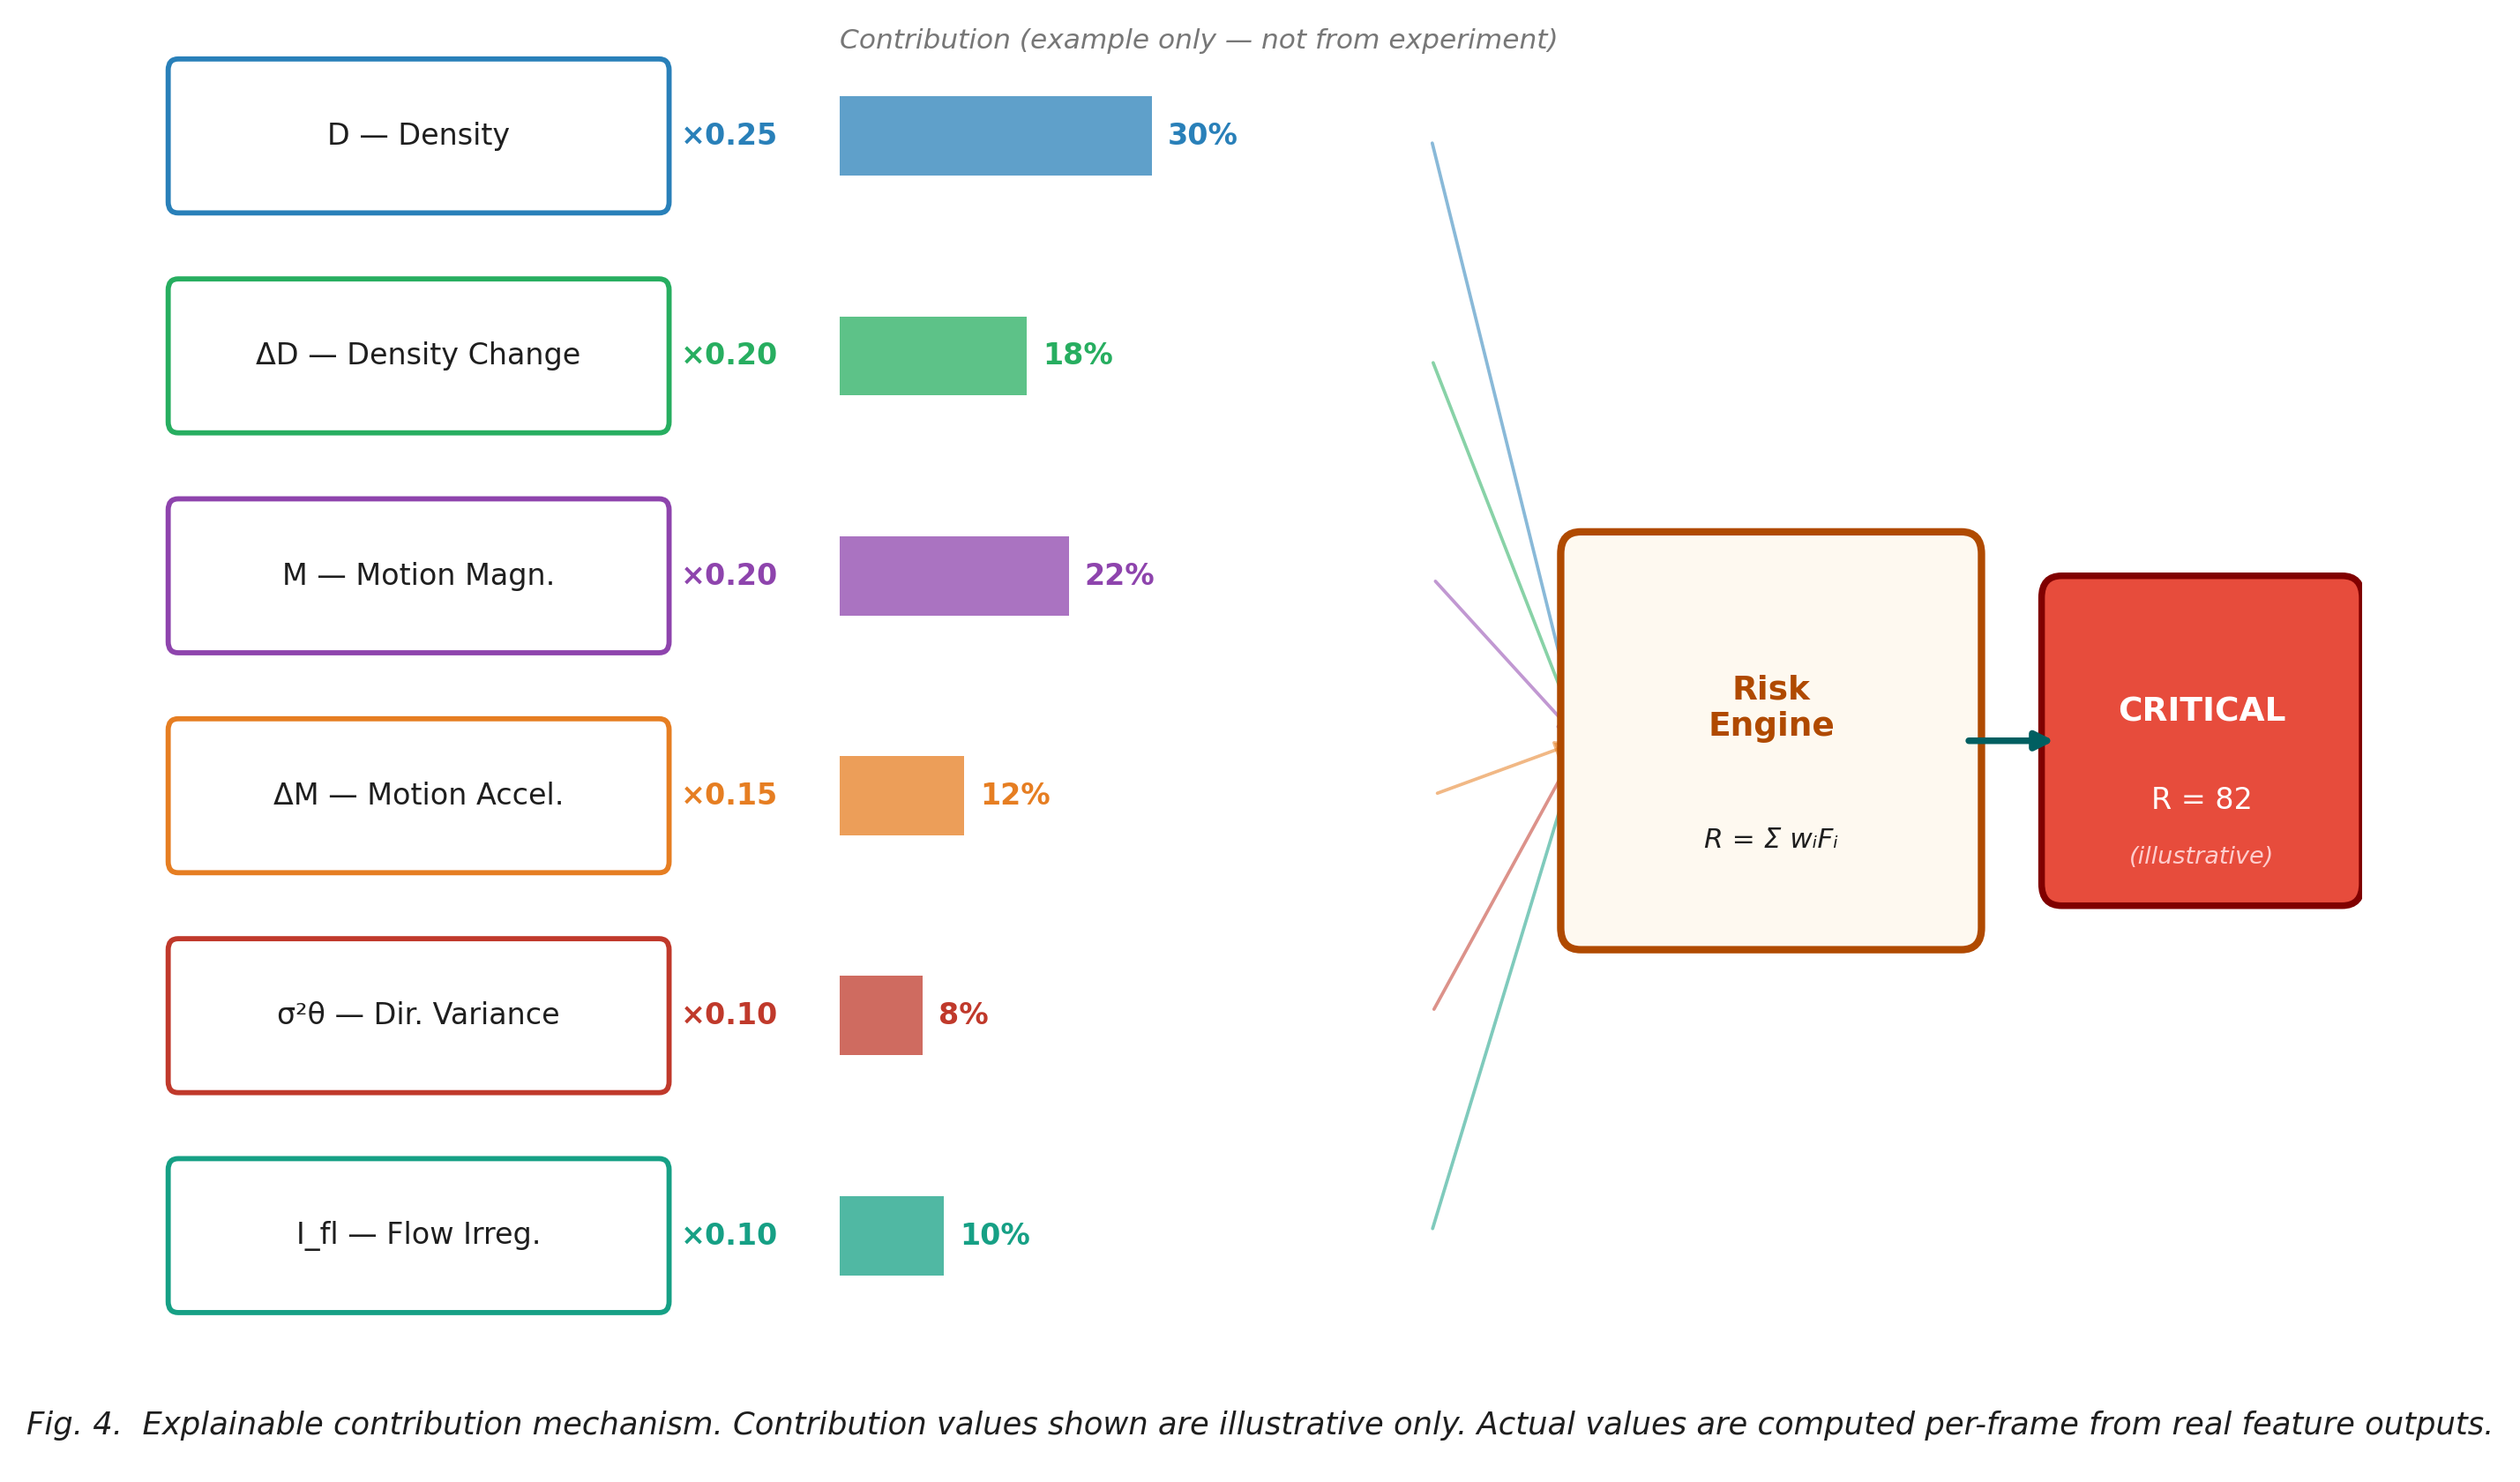 Contribution (example only — not from experiment)
D — Density ×0.25 30%
ΔD — Density Change ×0.20 18%
M — Motion Magn. ×0.20 22%
ΔM — Motion Accel. ×0.15 12%
σ²θ — Dir. Variance ×0.10 8%
I_fl — Flow Irreg. ×0.10 10%
Risk
Engine
R = Σ wᵢFᵢ
CRITICAL
R = 82
(illustrative)
Fig. 4.  Explainable contribution mechanism. Contribution values shown are illustrative only. Actual values are computed per-frame from real feature outputs.